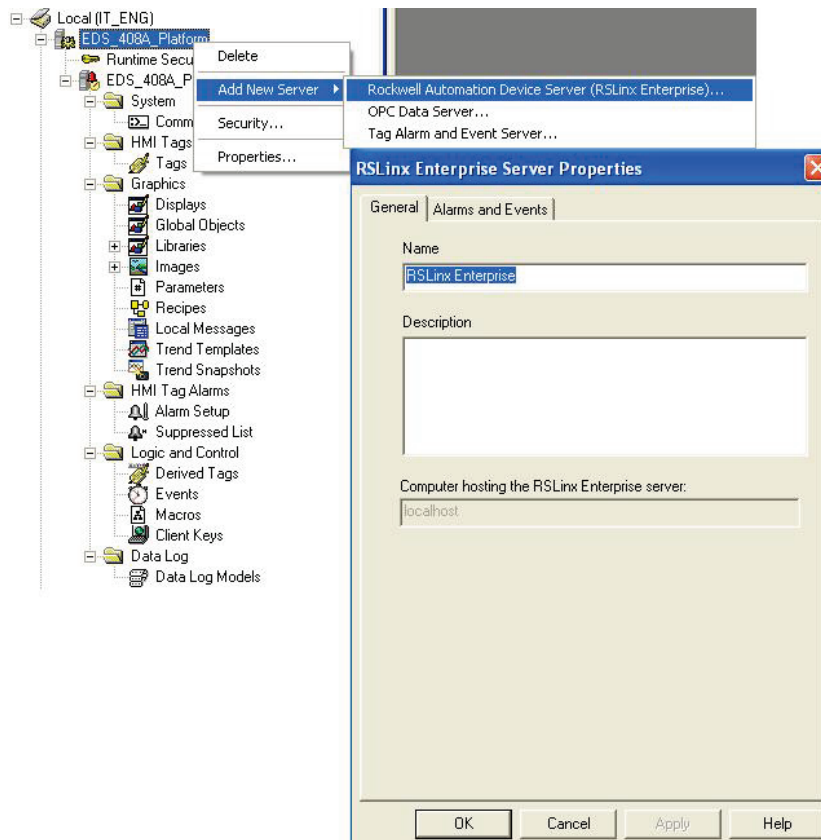 Local (IT_ENG)
EDS_408A_Platform
Runtime Secu
EDS_408A_P
System
Comm
HMI Tags
Tags
Graphics
Displays
Global Objects
Libraries
Images
Parameters
Recipes
Local Messages
Trend Templates
Trend Snapshots
HMI Tag Alarms
Alarm Setup
Suppressed List
Logic and Control
Derived Tags
Events
Macros
Client Keys
Data Log
Data Log Models
Delete
Add New Server
Security...
Properties...
Rockwell Automation Device Server (RSLinx Enterprise)...
OPC Data Server...
Tag Alarm and Event Server...
RSLinx Enterprise Server Properties
General
Alarms and Events
Name
RSLinx Enterprise
Description
Computer hosting the RSLinx Enterprise server:
localhost
OK
Cancel
Apply
Help